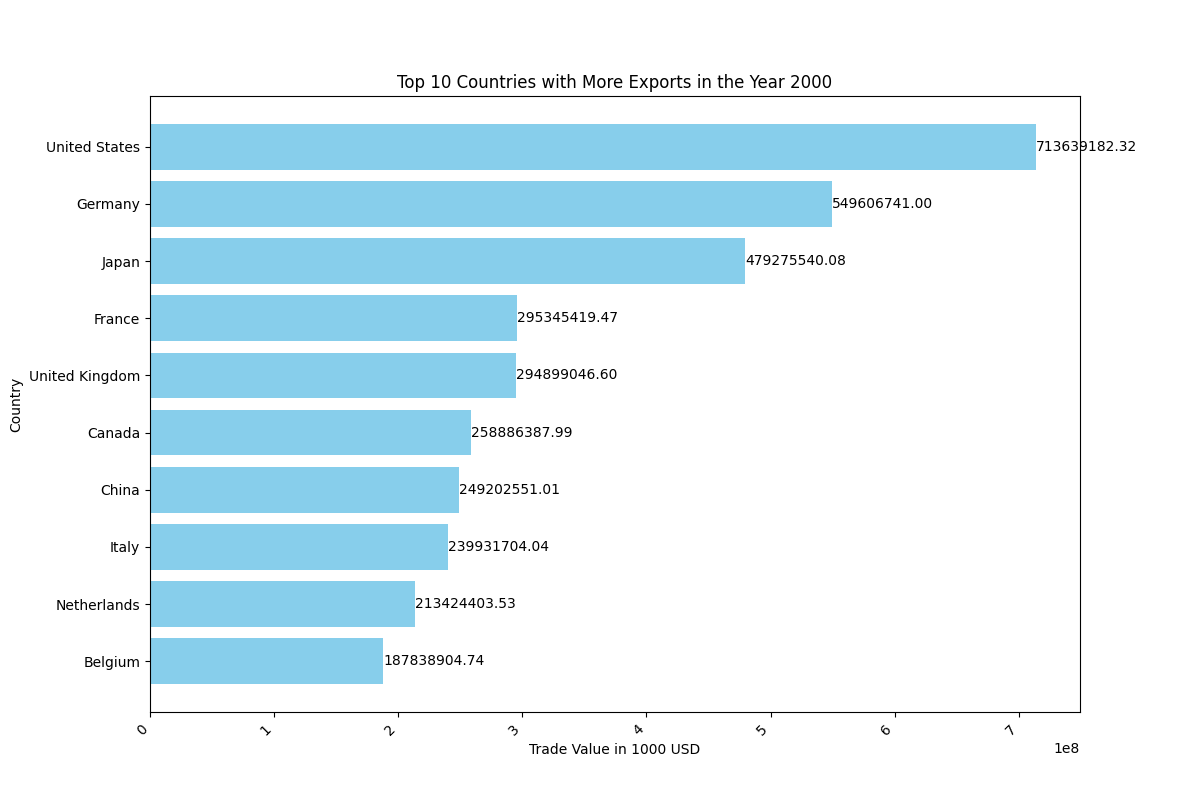 Top 10 Countries with More Exports in the Year 2000
Country
United States 713639182.32
Germany 549606741.00
Japan 479275540.08
France 295345419.47
United Kingdom 294899046.60
Canada 258886387.99
China 249202551.01
Italy 239931704.04
Netherlands 213424403.53
Belgium 187838904.74
0 1 2 3 4 5 6 7
1e8
Trade Value in 1000 USD